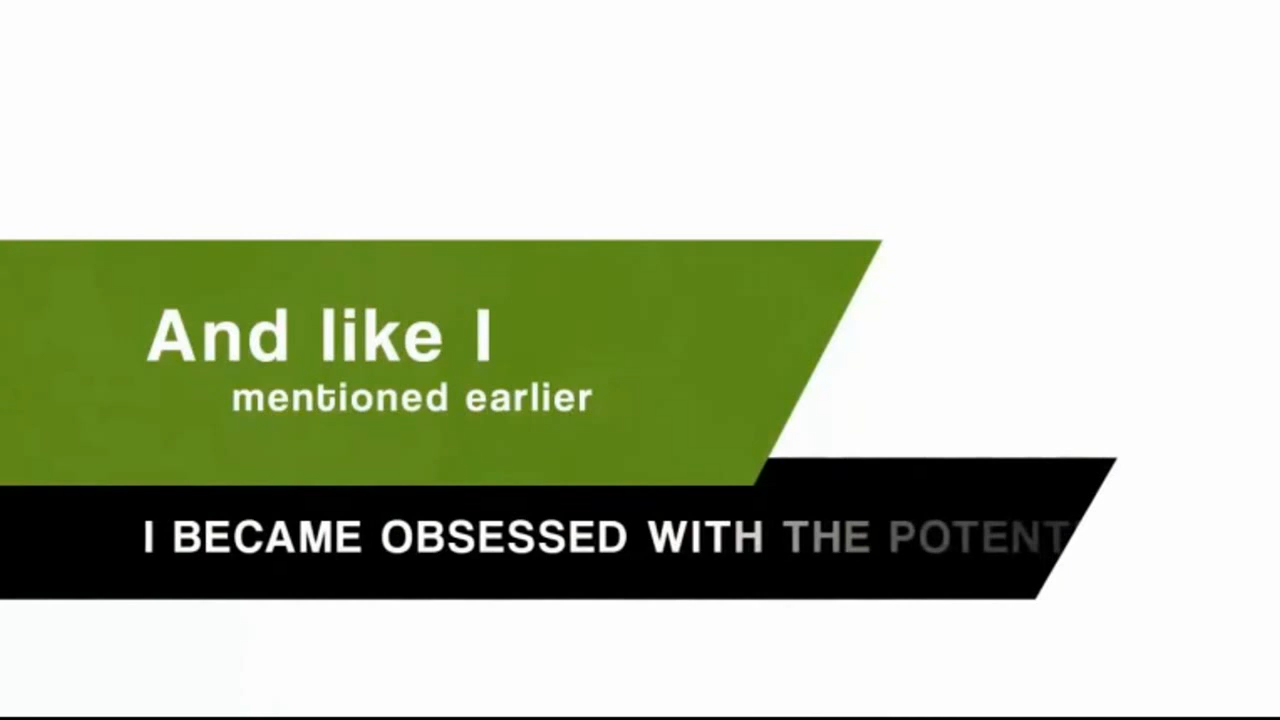 And like I
mentioned earlier
I BECAME OBSESSED WITH THE POTENT